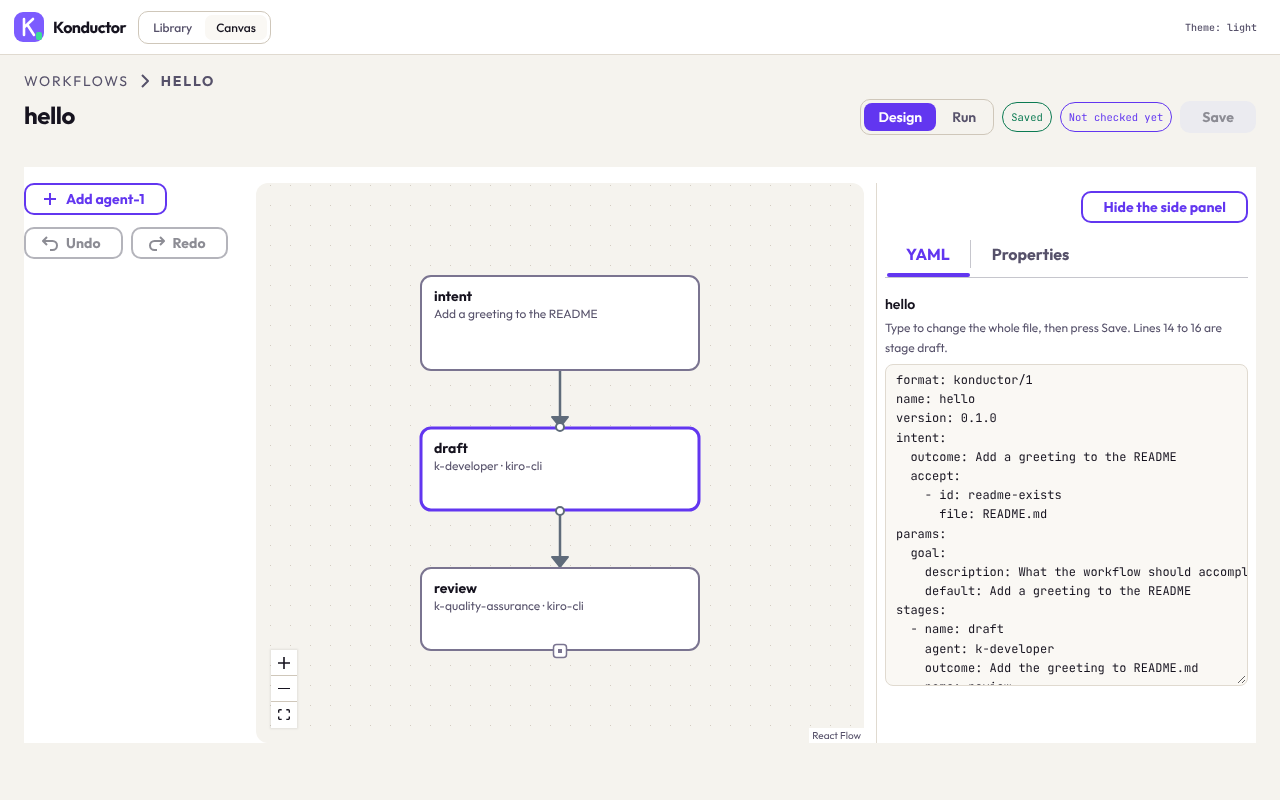 K
Konductor
Library
Canvas
Theme: light
WORKFLOWS
HELLO
hello
Design
Run
Saved
Not checked yet
Save
Add agent-1
Undo
Redo
intent
Add a greeting to the README
draft
k-developer · kiro-cli
review
k-quality-assurance · kiro-cli
React Flow
Hide the side panel
YAML
Properties
hello
Type to change the whole file, then press Save. Lines 14 to 16 are
stage draft.
format: konductor/1
name: hello
version: 0.1.0
intent:
  outcome: Add a greeting to the README
  accept:
    - id: readme-exists
      file: README.md
params:
  goal:
    description: What the workflow should accompl
    default: Add a greeting to the README
stages:
  - name: draft
    agent: k-developer
    outcome: Add the greeting to README.md